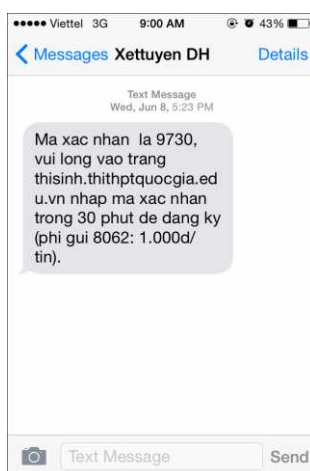 Viettel 3G 9:00 AM 43%
Messages Xettuyen DH Details
Text Message
Wed, Jun 8, 5:23 PM
Ma xac nhan la 9730,
vui long vao trang
thisinh.thithptquocgia.ed
u.vn nhap ma xac nhan
trong 30 phut de dang ky
(phi gui 8062: 1.000d/
tin).
Text Message Send